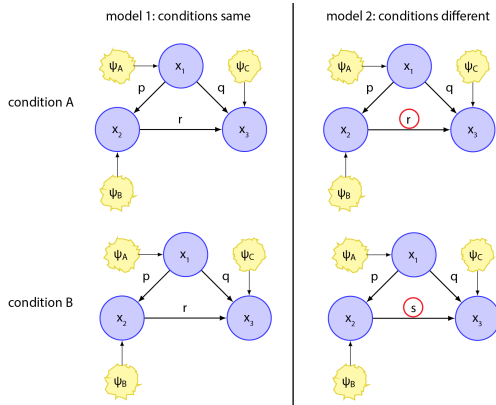 model 1: conditions same
model 2: conditions different
condition A
ψA x1 ψC
p q
x2 r x3
ψB
ψA x1 ψC
p q
x2 r x3
ψB
condition B
ψA x1 ψC
p q
x2 r x3
ψB
ψA x1 ψC
p q
x2 s x3
ψB